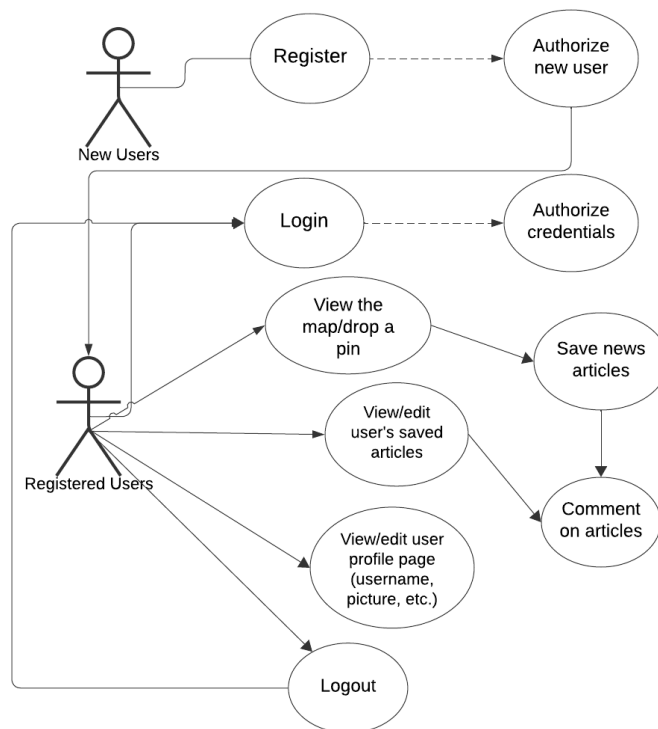 Register
Authorize
new user
New Users
Login
Authorize
credentials
View the
map/drop a
pin
Save news
articles
View/edit
user's saved
articles
Registered Users
Comment
on articles
View/edit user
profile page
(username,
picture, etc.)
Logout